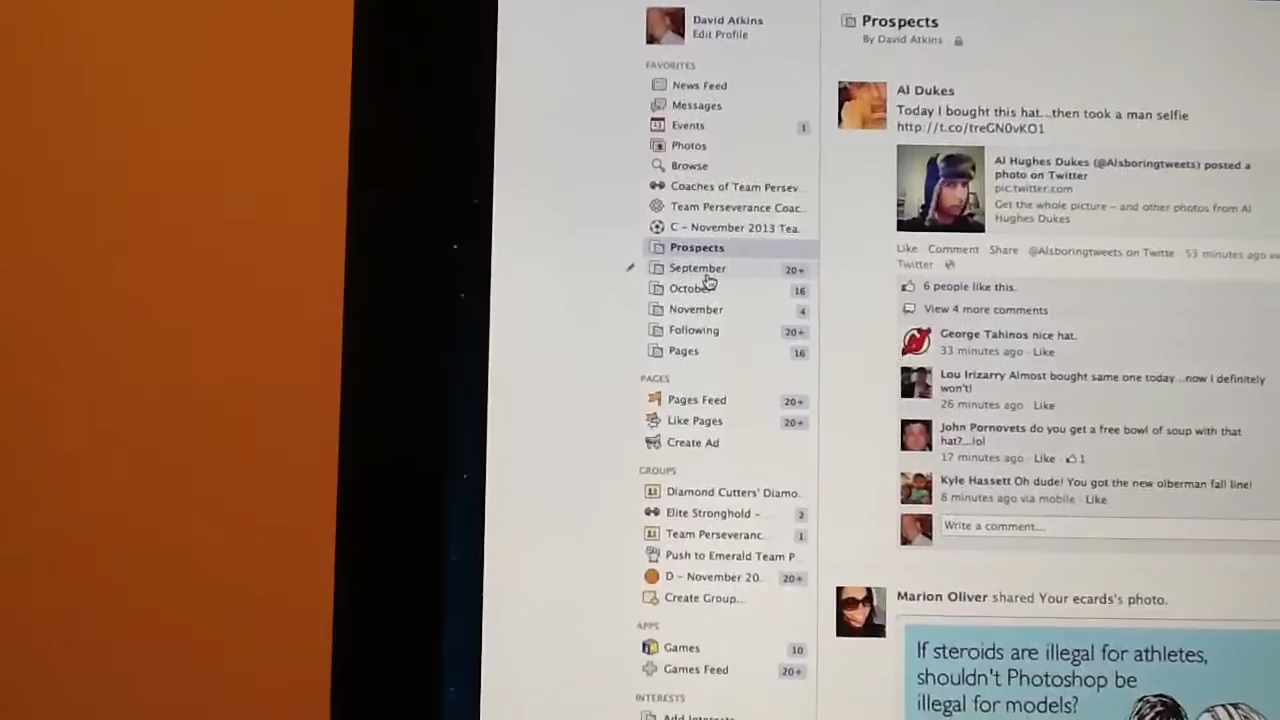 David Atkins
Edit Profile
FAVORITES
News Feed
Messages
Events 1
Photos
Browse
Coaches of Team Persev...
Team Perseverance Coac...
C - November 2013 Tea...
Prospects
September 20+
October 16
November 4
Following 20+
Pages 16
PAGES
Pages Feed 20+
Like Pages 20+
Create Ad
GROUPS
Diamond Cutters' Diamo...
Elite Stronghold - ... 2
Team Perseveranc... 1
Push to Emerald Team P...
D - November 20... 20+
Create Group...
APPS
Games 10
Games Feed 20+
INTERESTS
Add Interests
Prospects
By David Atkins
Al Dukes
Today I bought this hat...then took a man selfie
http://t.co/treGN0vKO1
Al Hughes Dukes (@Alsboringtweets) posted a
photo on Twitter
pic.twitter.com
Get the whole picture - and other photos from Al
Hughes Dukes
Like Comment Share @Alsboringtweets on Twitte · 53 minutes ago via
Twitter ·
6 people like this.
View 4 more comments
George Tahinos nice hat.
33 minutes ago · Like
Lou Irizarry Almost bought same one today...now I definitely
won't!
26 minutes ago · Like
John Pornovets do you get a free bowl of soup with that
hat?...lol
17 minutes ago · Like · 1
Kyle Hassett Oh dude! You got the new olberman fall line!
8 minutes ago via mobile · Like
Write a comment...
Marion Oliver shared Your ecards's photo.
If steroids are illegal for athletes,
shouldn't Photoshop be
illegal for models?